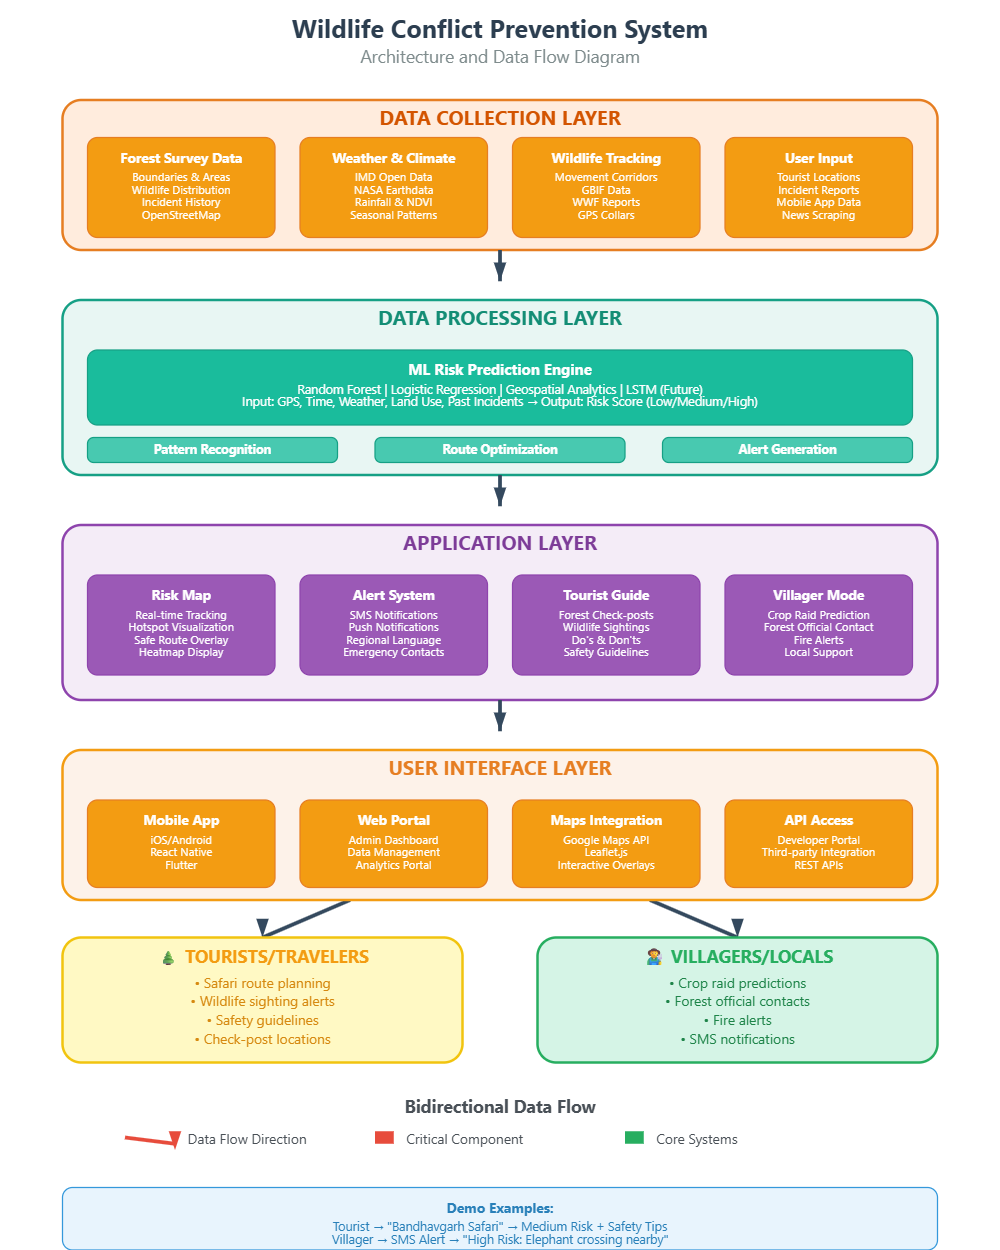 Wildlife Conflict Prevention System
Architecture and Data Flow Diagram
DATA COLLECTION LAYER
Forest Survey Data
Boundaries & Areas
Wildlife Distribution
Incident History
OpenStreetMap
Weather & Climate
IMD Open Data
NASA Earthdata
Rainfall & NDVI
Seasonal Patterns
Wildlife Tracking
Movement Corridors
GBIF Data
WWF Reports
GPS Collars
User Input
Tourist Locations
Incident Reports
Mobile App Data
News Scraping
DATA PROCESSING LAYER
ML Risk Prediction Engine
Random Forest | Logistic Regression | Geospatial Analytics | LSTM (Future)
Input: GPS, Time, Weather, Land Use, Past Incidents → Output: Risk Score (Low/Medium/High)
Pattern Recognition
Route Optimization
Alert Generation
APPLICATION LAYER
Risk Map
Real-time Tracking
Hotspot Visualization
Safe Route Overlay
Heatmap Display
Alert System
SMS Notifications
Push Notifications
Regional Language
Emergency Contacts
Tourist Guide
Forest Check-posts
Wildlife Sightings
Do's & Don'ts
Safety Guidelines
Villager Mode
Crop Raid Prediction
Forest Official Contact
Fire Alerts
Local Support
USER INTERFACE LAYER
Mobile App
iOS/Android
React Native
Flutter
Web Portal
Admin Dashboard
Data Management
Analytics Portal
Maps Integration
Google Maps API
Leaflet.js
Interactive Overlays
API Access
Developer Portal
Third-party Integration
REST APIs
TOURISTS/TRAVELERS
• Safari route planning
• Wildlife sighting alerts
• Safety guidelines
• Check-post locations
VILLAGERS/LOCALS
• Crop raid predictions
• Forest official contacts
• Fire alerts
• SMS notifications
Bidirectional Data Flow
Data Flow Direction
Critical Component
Core Systems
Demo Examples:
Tourist → "Bandhavgarh Safari" → Medium Risk + Safety Tips
Villager → SMS Alert → "High Risk: Elephant crossing nearby"